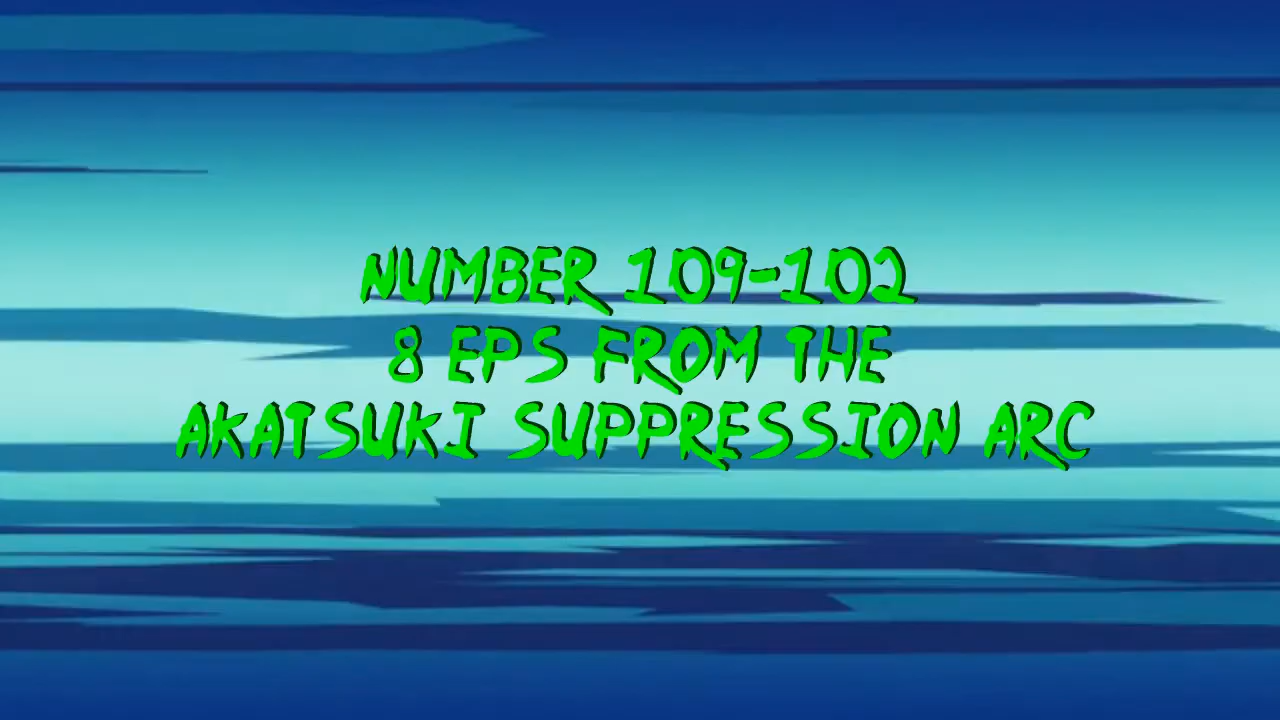 NUMBER 109-102
8 EPS FROM THE
AKATSUKI SUPPRESSION ARC